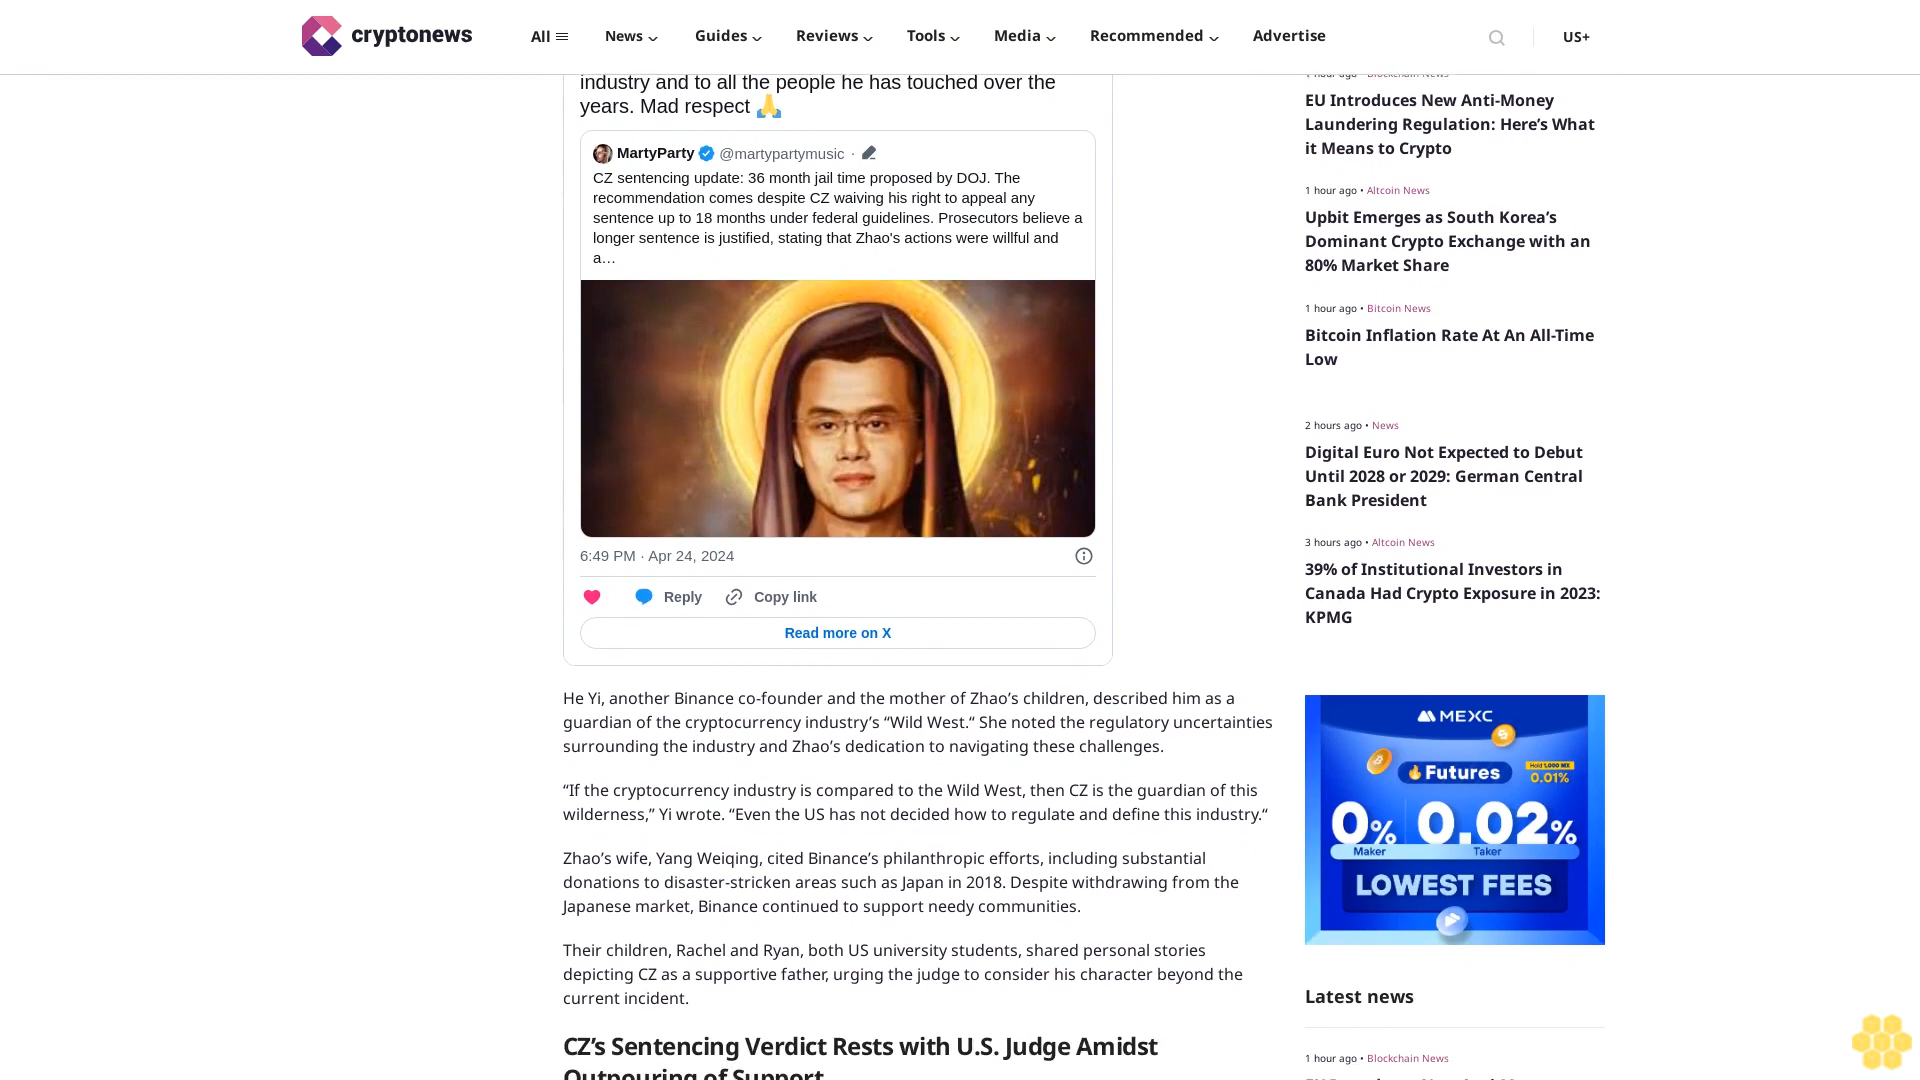 cryptonews
All
News
Guides
Reviews
Tools
Media
Recommended
Advertise
US+
industry and to all the people he has touched over the
years. Mad respect 🙏
MartyParty @martypartymusic ·
CZ sentencing update: 36 month jail time proposed by DOJ. The
recommendation comes despite CZ waiving his right to appeal any
sentence up to 18 months under federal guidelines. Prosecutors believe a
longer sentence is justified, stating that Zhao's actions were willful and
a…
6:49 PM · Apr 24, 2024
Reply
Copy link
Read more on X
He Yi, another Binance co-founder and the mother of Zhao’s children, described him as a
guardian of the cryptocurrency industry’s “Wild West.“ She noted the regulatory uncertainties
surrounding the industry and Zhao’s dedication to navigating these challenges.
“If the cryptocurrency industry is compared to the Wild West, then CZ is the guardian of this
wilderness,” Yi wrote. “Even the US has not decided how to regulate and define this industry.“
Zhao’s wife, Yang Weiqing, cited Binance’s philanthropic efforts, including substantial
donations to disaster-stricken areas such as Japan in 2018. Despite withdrawing from the
Japanese market, Binance continued to support needy communities.
Their children, Rachel and Ryan, both US university students, shared personal stories
depicting CZ as a supportive father, urging the judge to consider his character beyond the
current incident.
CZ’s Sentencing Verdict Rests with U.S. Judge Amidst
Outpouring of Support
1 hour ago • Blockchain News
EU Introduces New Anti-Money
Laundering Regulation: Here’s What
it Means to Crypto
1 hour ago • Altcoin News
Upbit Emerges as South Korea’s
Dominant Crypto Exchange with an
80% Market Share
1 hour ago • Bitcoin News
Bitcoin Inflation Rate At An All-Time
Low
2 hours ago • News
Digital Euro Not Expected to Debut
Until 2028 or 2029: German Central
Bank President
3 hours ago • Altcoin News
39% of Institutional Investors in
Canada Had Crypto Exposure in 2023:
KPMG
MEXC
Futures
Hold 1,000 MX
0.01%
0% 0.02%
Maker Taker
LOWEST FEES
Latest news
1 hour ago • Blockchain News